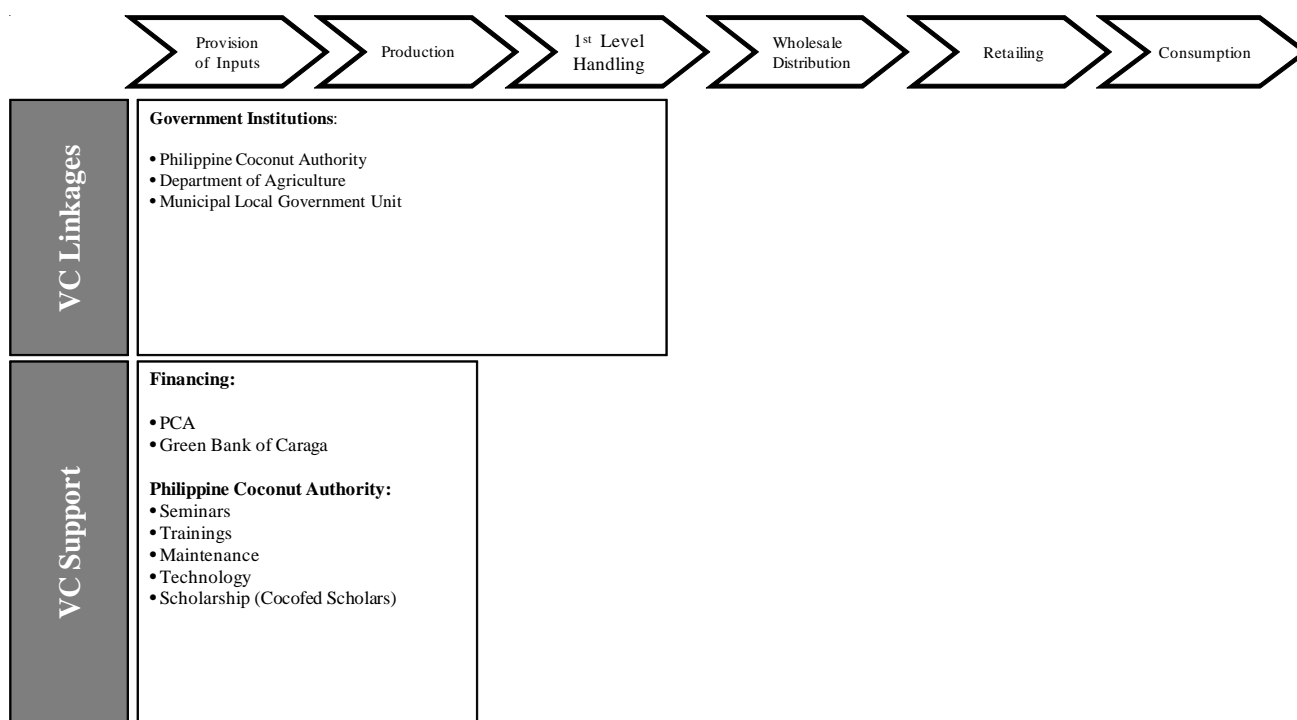 Provision
of Inputs
Production
1st Level
Handling
Wholesale
Distribution
Retailing
Consumption
VC Linkages
Government Institutions:
• Philippine Coconut Authority
• Department of Agriculture
• Municipal Local Government Unit
VC Support
Financing:
• PCA
• Green Bank of Caraga
Philippine Coconut Authority:
• Seminars
• Trainings
• Maintenance
• Technology
• Scholarship (Cocofed Scholars)